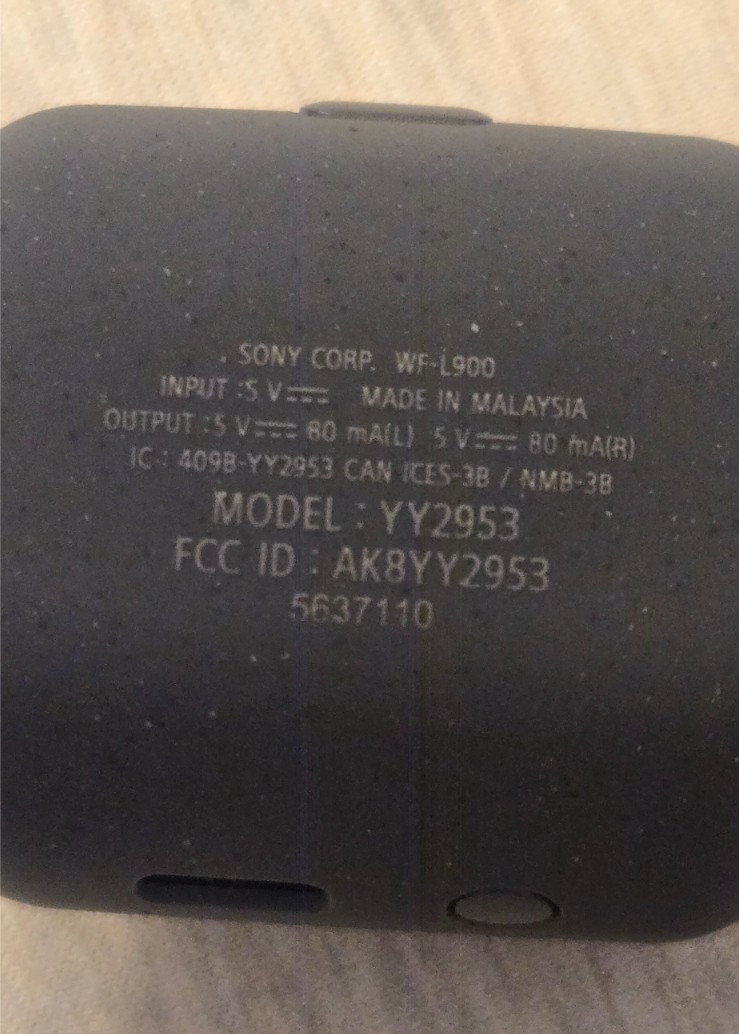 SONY CORP. WF-L900
INPUT :5 V⎓ MADE IN MALAYSIA
OUTPUT :5 V⎓ 80 mA(L) 5 V⎓ 80 mA(R)
IC : 409B-YY2953 CAN ICES-3B / NMB-3B
MODEL : YY2953
FCC ID : AK8YY2953
5637110